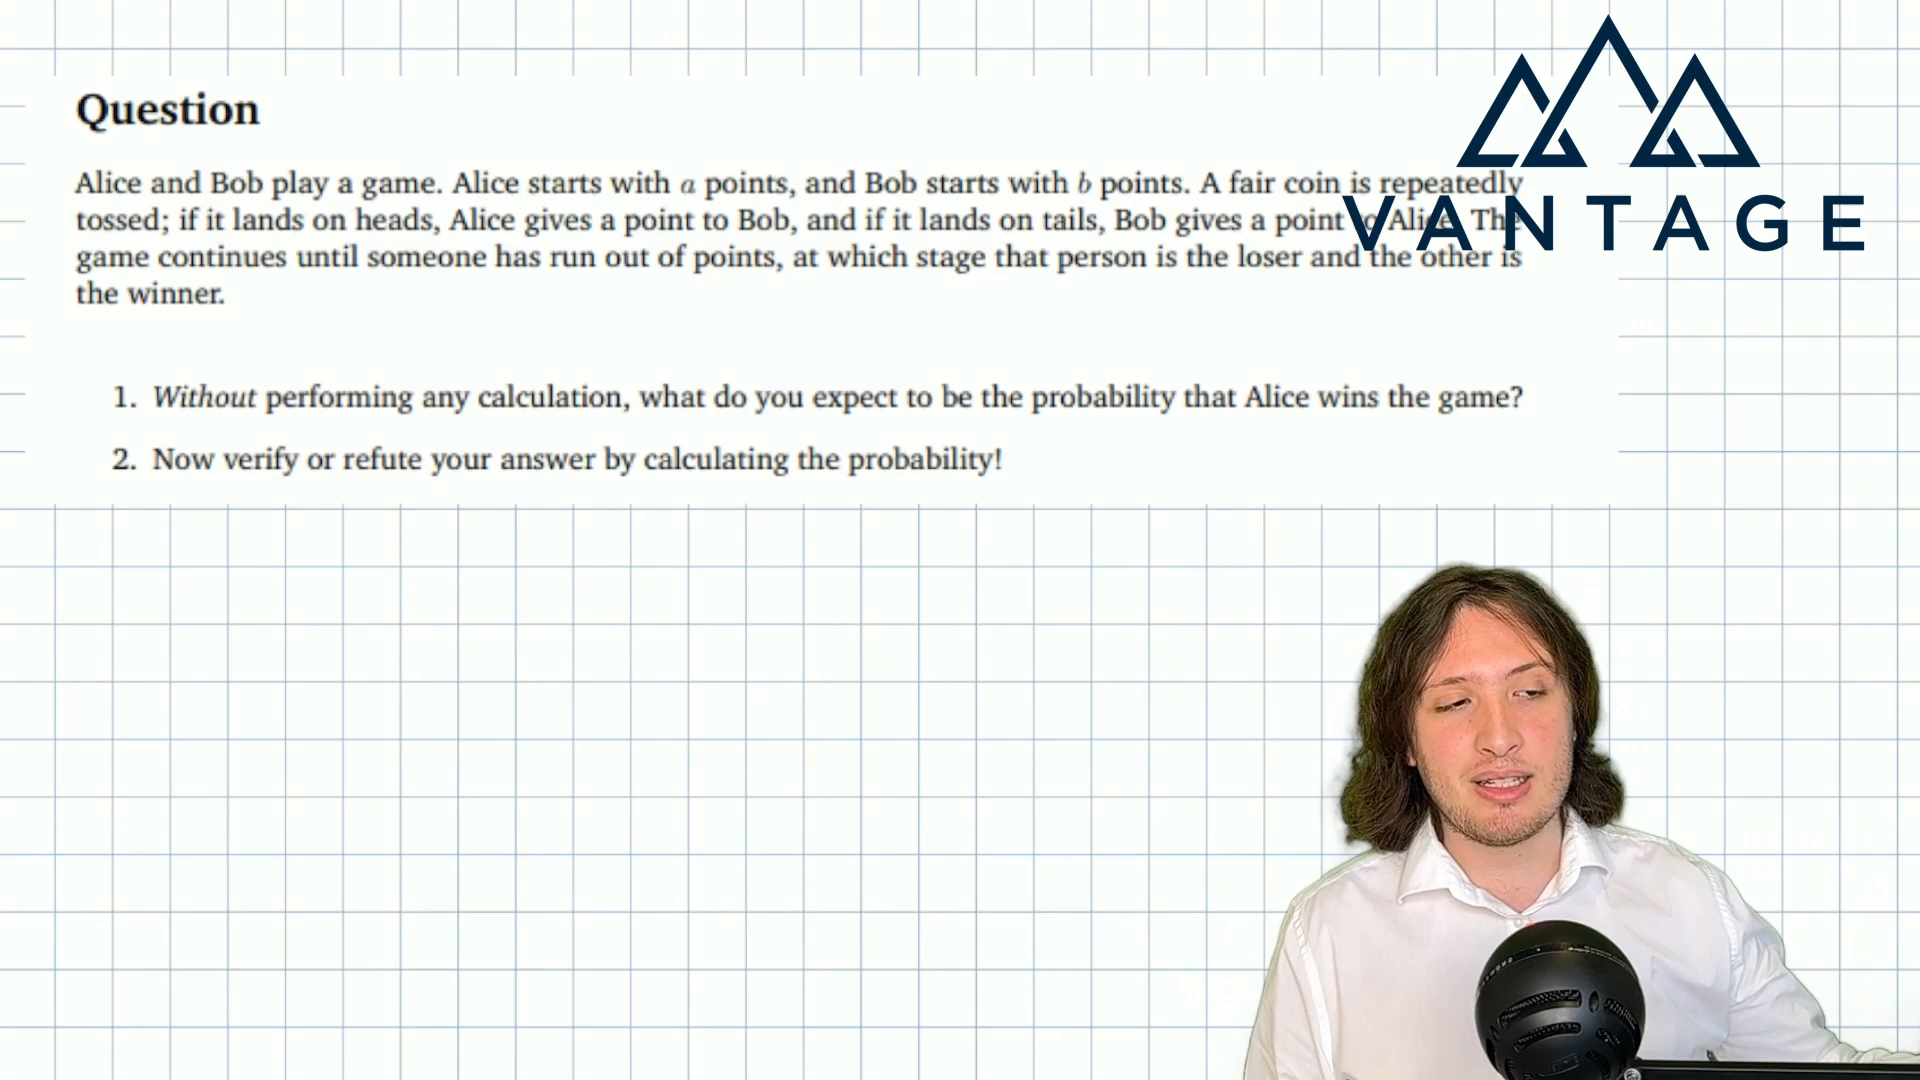 VANTAGE
Question
Alice and Bob play a game. Alice starts with a points, and Bob starts with b points. A fair coin is repeatedly
tossed; if it lands on heads, Alice gives a point to Bob, and if it lands on tails, Bob gives a point to Alice. The
game continues until someone has run out of points, at which stage that person is the loser and the other is
the winner.
1. Without performing any calculation, what do you expect to be the probability that Alice wins the game?
2. Now verify or refute your answer by calculating the probability!